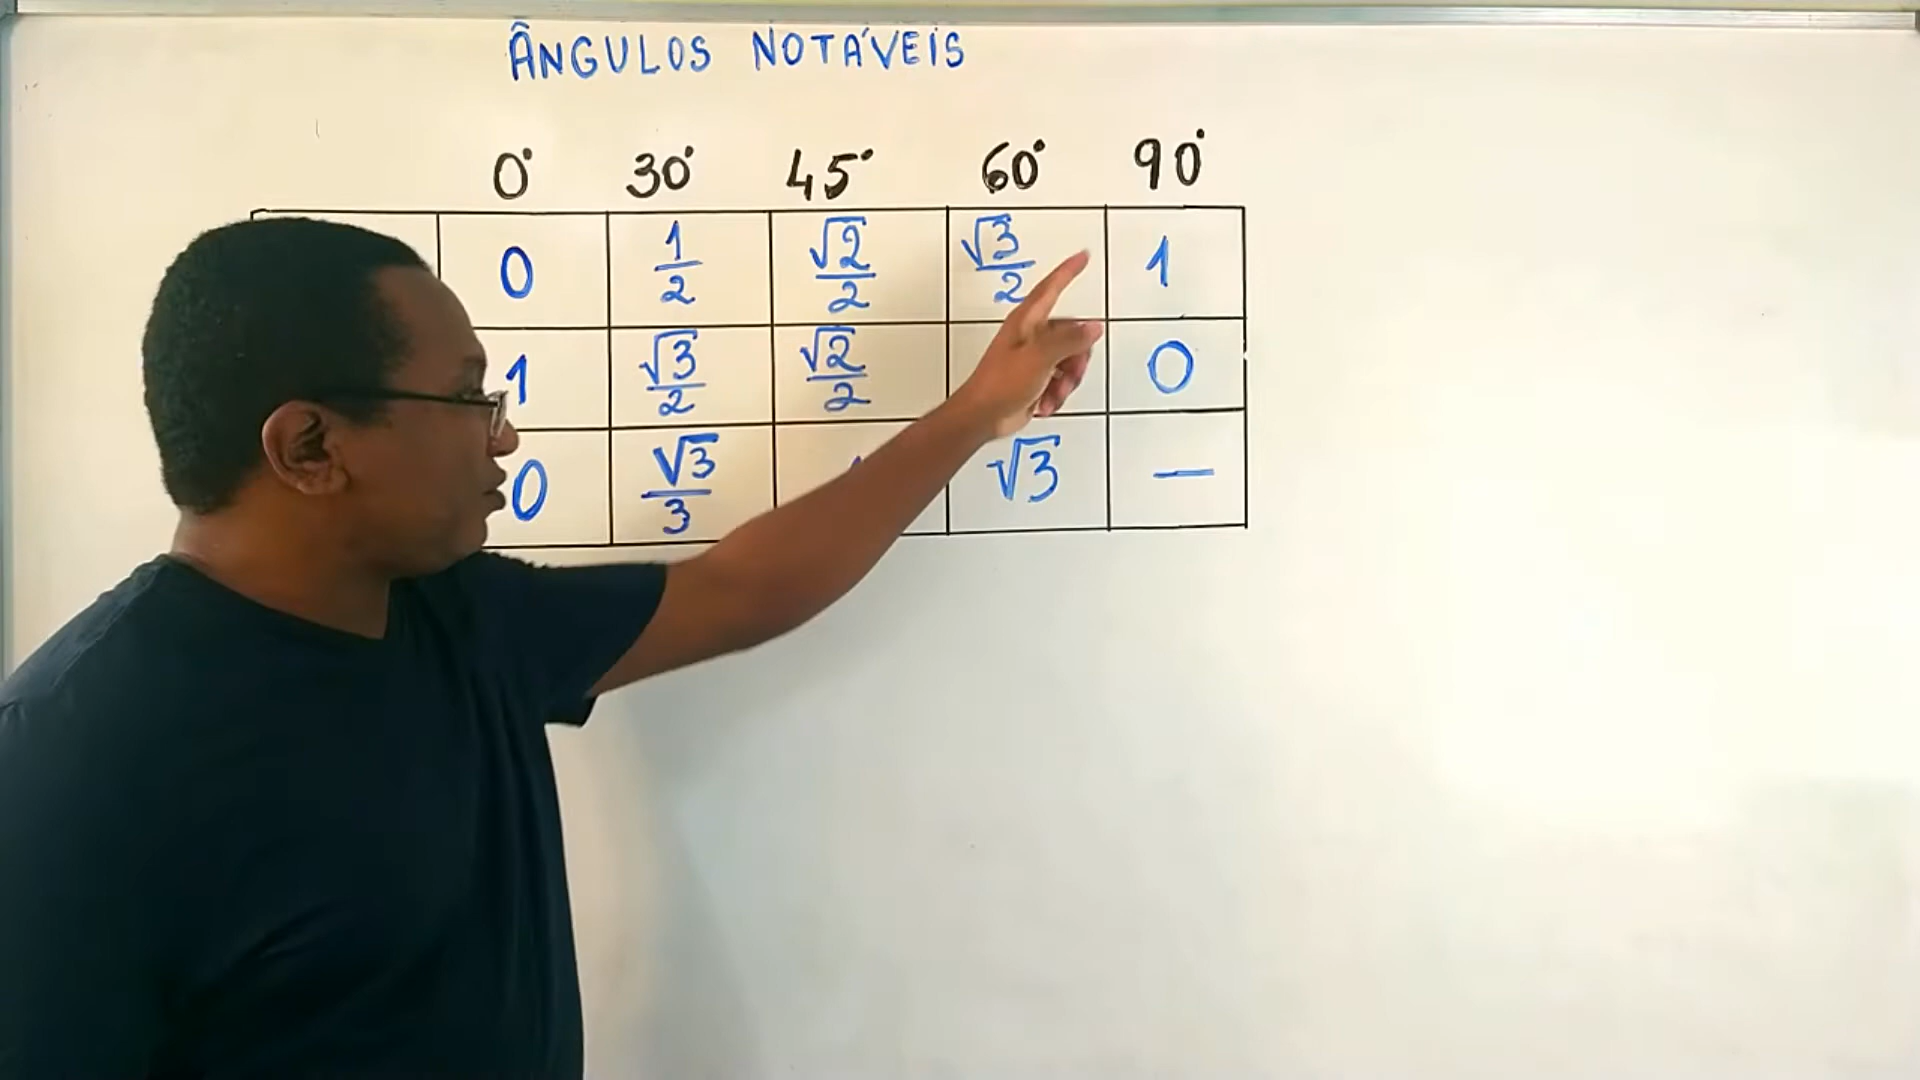 ÂNGULOS NOTÁVEIS
0° 30° 45° 60° 90°
0 1/2 √2/2 √3/2 1
1 √3/2 √2/2 0
0 √3/3 √3 —